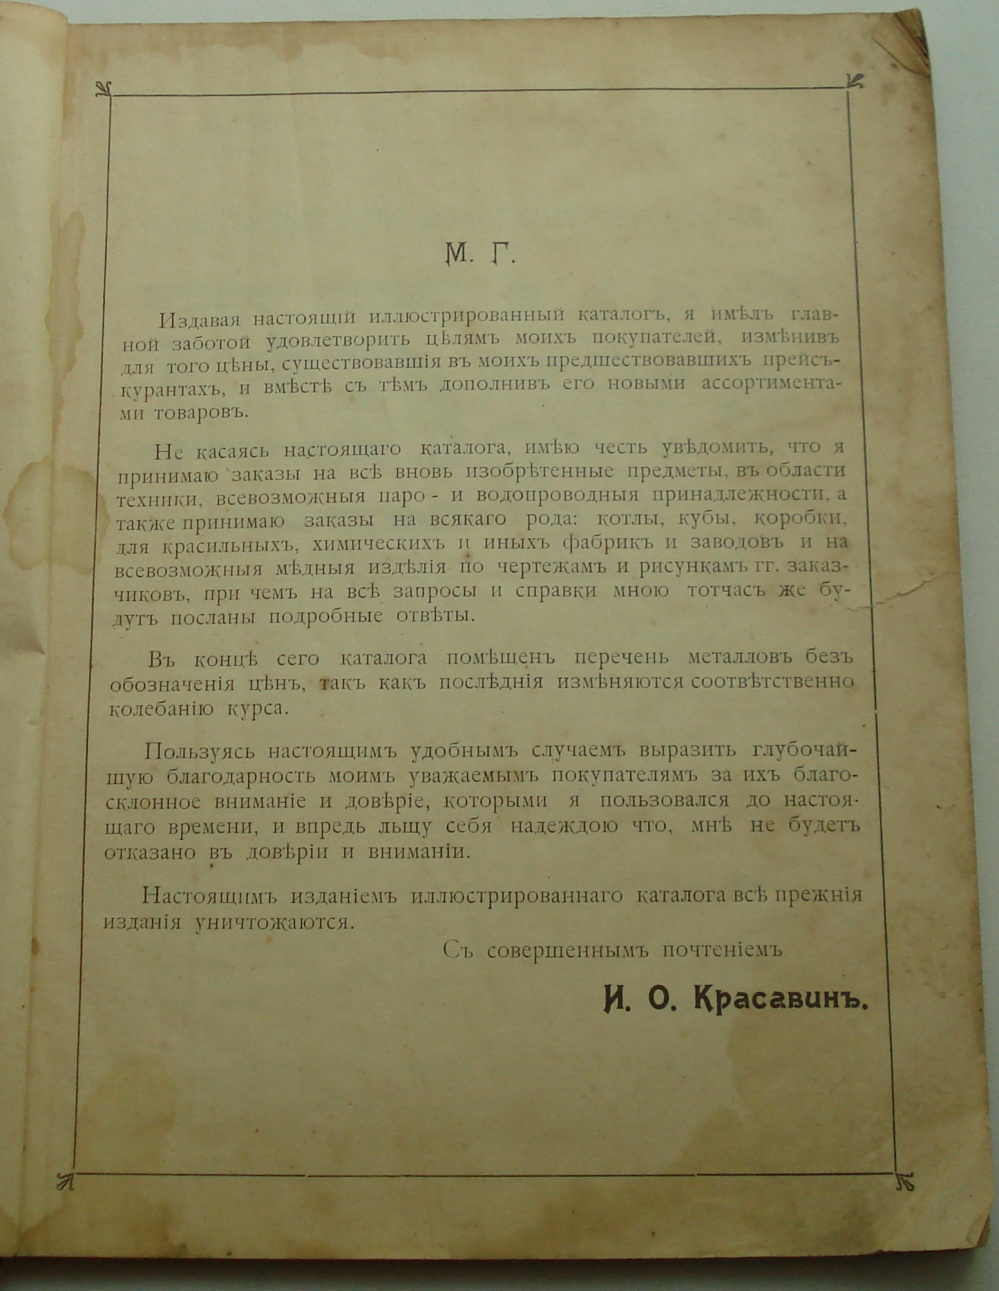 М. Г.
Издавая настоящій иллюстрированный каталогъ, я имѣлъ глав-
ной заботой удовлетворить цѣлямъ моихъ покупателей, измѣнивъ
для того цѣны, существовавшія въ моихъ предшествовавшихъ прейсъ-
курантахъ, и вмѣстѣ съ тѣмъ дополнивъ его новыми ассортимента-
ми товаровъ.
Не касаясь настоящаго каталога, имѣю честь увѣдомить, что я
принимаю заказы на всѣ вновь изобрѣтенные предметы, въ области
техники, всевозможныя паро - и водопроводныя принадлежности, а
также принимаю заказы на всякаго рода: котлы, кубы, коробки,
для красильныхъ, химическихъ и иныхъ фабрикъ и заводовъ и на
всевозможныя мѣдныя издѣлія по чертежамъ и рисункамъ гг. заказ-
чиковъ, при чемъ на всѣ запросы и справки мною тотчасъ же бу-
дутъ посланы подробные отвѣты.
Въ концѣ сего каталога помѣщенъ перечень металловъ безъ
обозначенія цѣнъ, такъ какъ послѣднія измѣняются соотвѣтственно
колебанію курса.
Пользуясь настоящимъ удобнымъ случаемъ выразить глубочай-
шую благодарность моимъ уважаемымъ покупателямъ за ихъ благо-
склонное вниманіе и довѣріе, которыми я пользовался до настоя-
щаго времени, и впредь льщу себя надеждою что, мнѣ не будетъ
отказано въ довѣріи и вниманіи.
Настоящимъ изданіемъ иллюстрированнаго каталога всѣ прежнія
изданія уничтожаются.
Съ совершеннымъ почтеніемъ
И. О. Красавинъ.